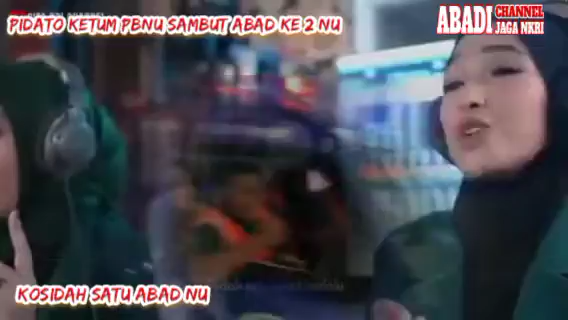 PIDATO KETUM PBNU SAMBUT ABAD KE 2 NU
ABADI CHANNEL
JAGA NKRI
KOSIDAH SATU ABAD NU